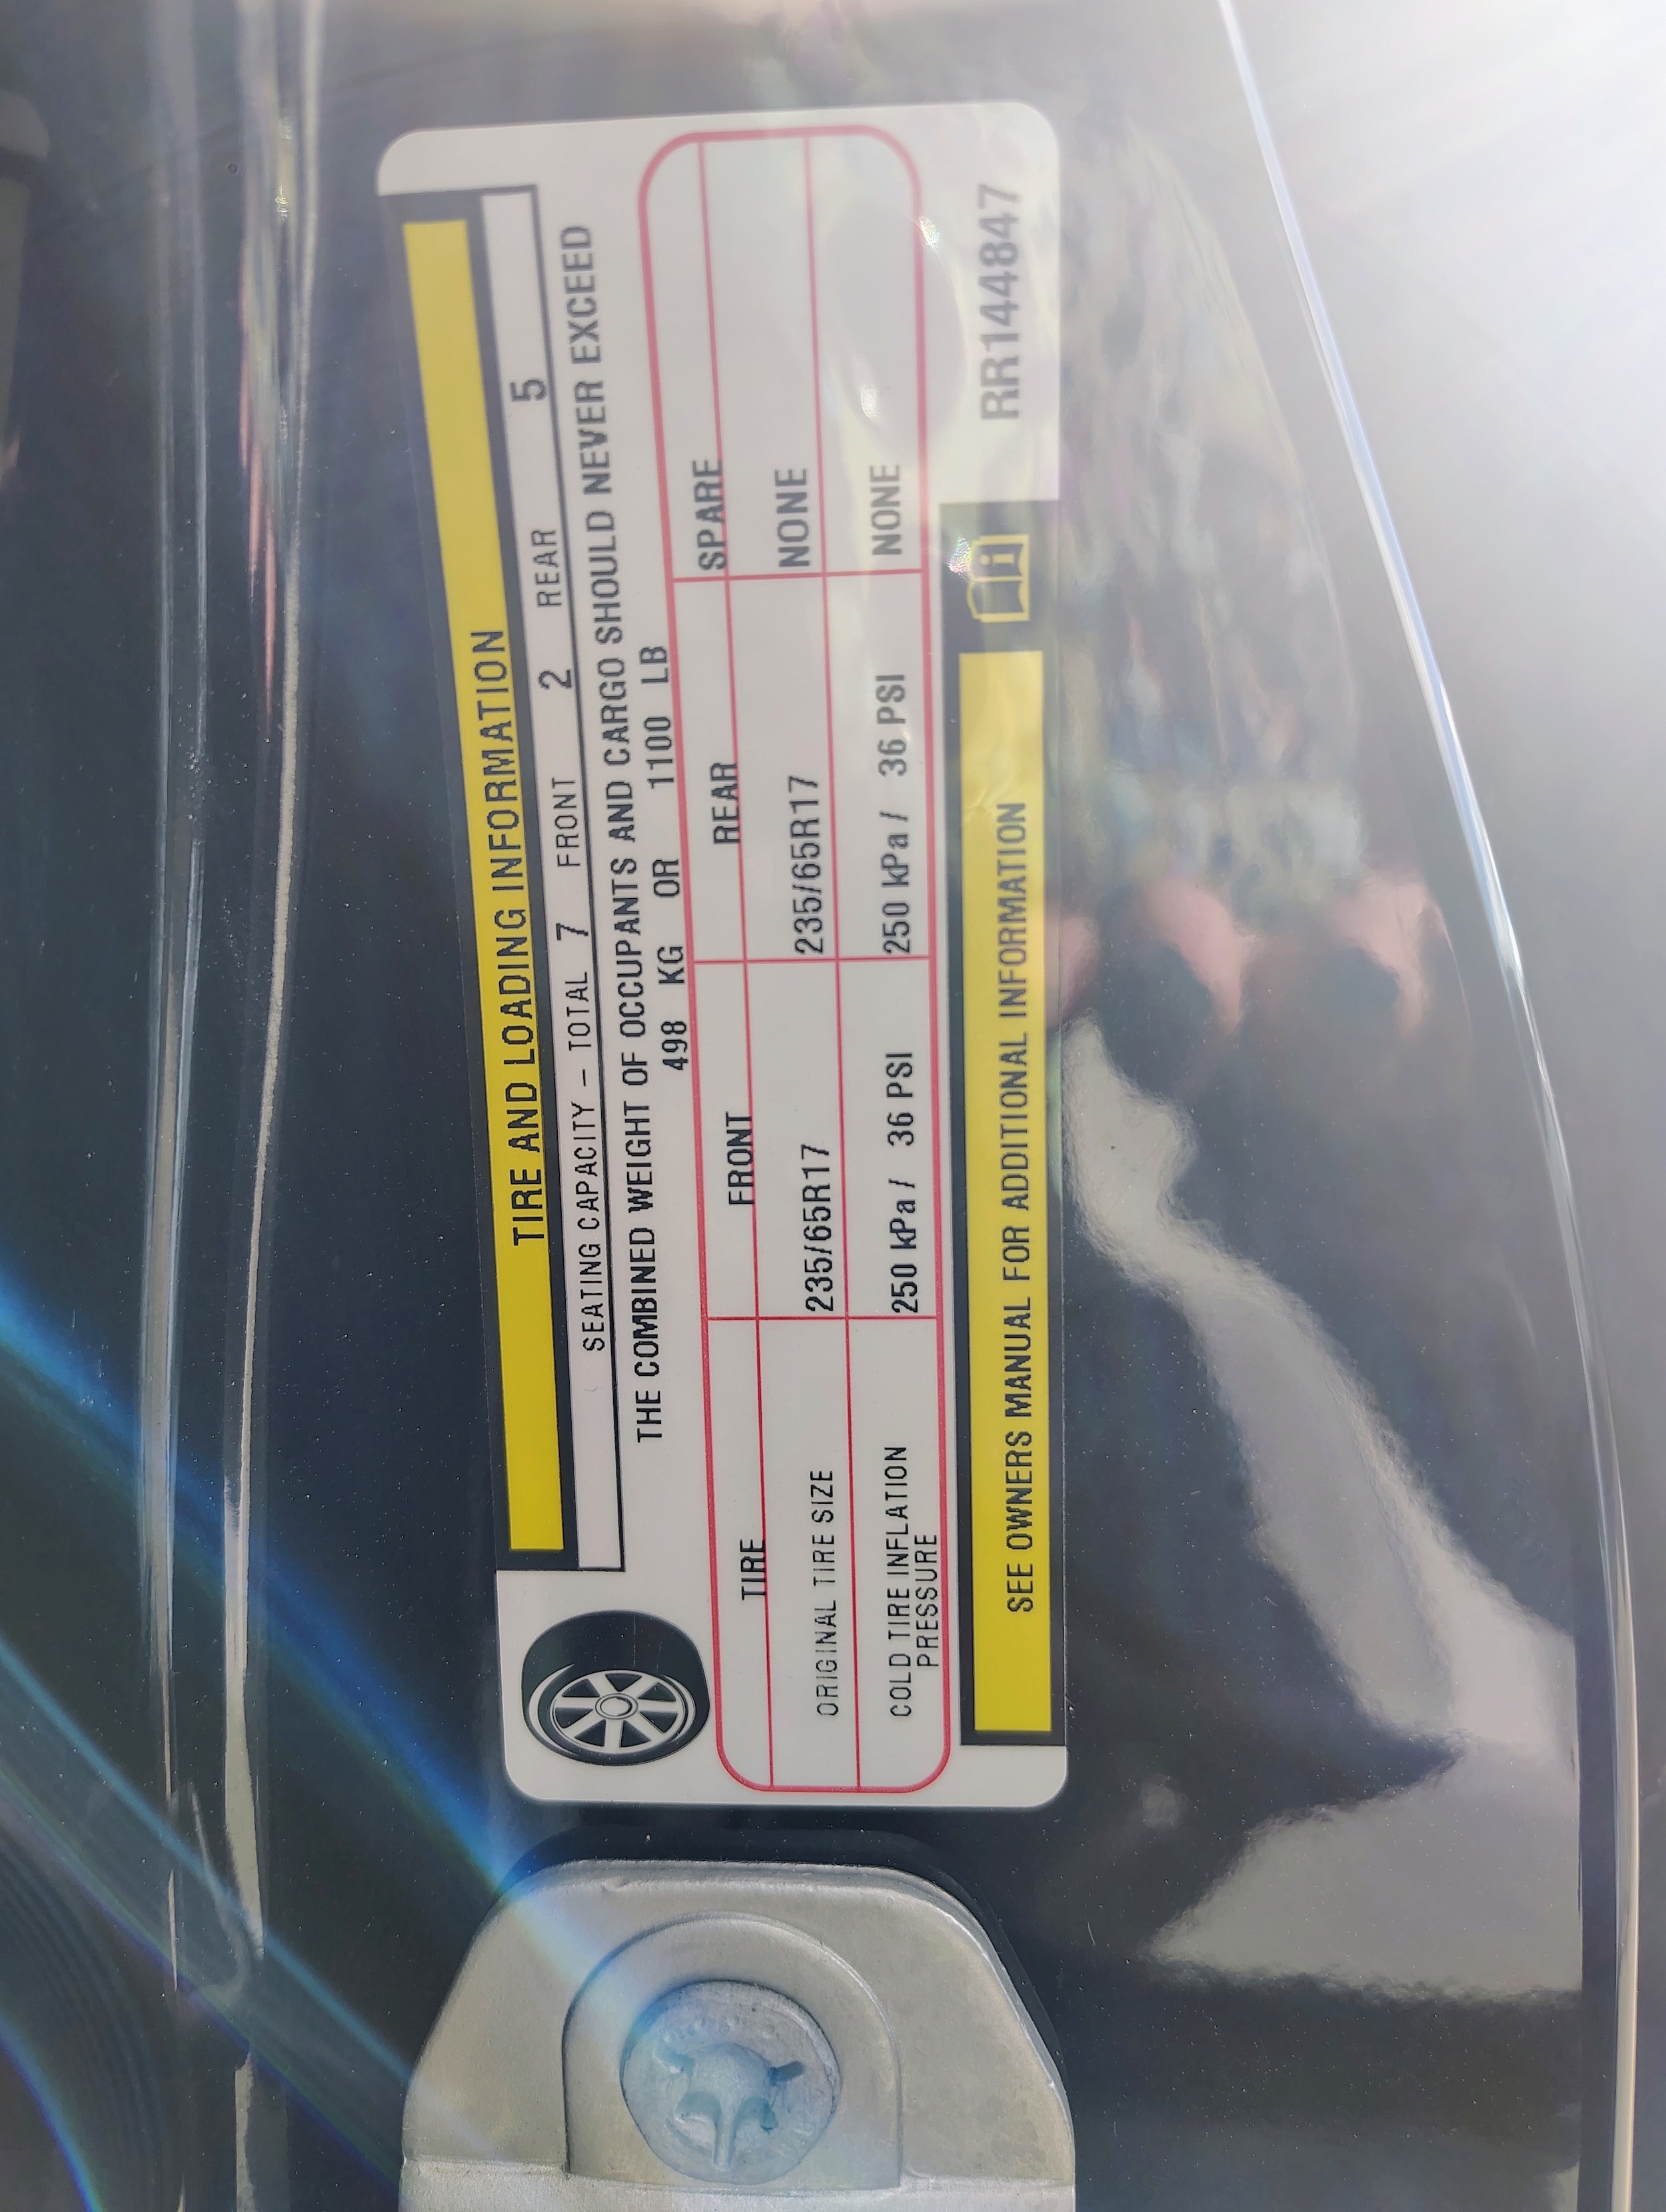 TIRE AND LOADING INFORMATION
SEATING CAPACITY – TOTAL 7 FRONT 2 REAR 5
THE COMBINED WEIGHT OF OCCUPANTS AND CARGO SHOULD NEVER EXCEED
498 KG OR 1100 LB
TIRE FRONT REAR SPARE
ORIGINAL TIRE SIZE 235/65R17 235/65R17 NONE
COLD TIRE INFLATION PRESSURE 250 kPa / 36 PSI 250 kPa / 36 PSI NONE
SEE OWNERS MANUAL FOR ADDITIONAL INFORMATION
RR144847